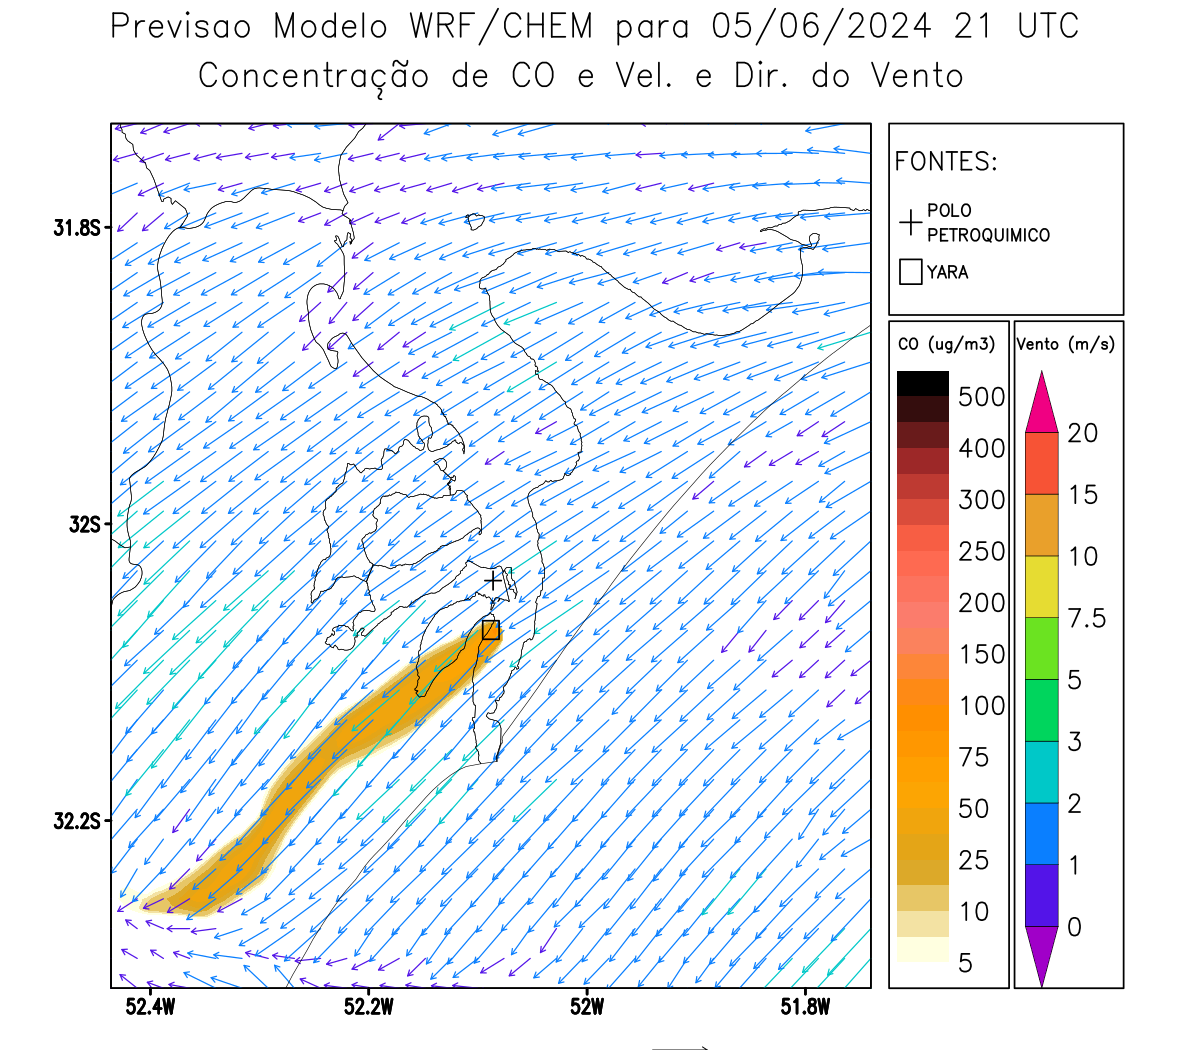 Previsao Modelo WRF/CHEM para 05/06/2024 21 UTC
Concentração de CO e Vel. e Dir. do Vento
FONTES:
POLO
PETROQUIMICO
YARA
CO (ug/m3)
500
400
300
250
200
150
100
75
50
25
10
5
Vento (m/s)
20
15
10
7.5
5
3
2
1
0
31.8S
32S
32.2S
52.4W
52.2W
52W
51.8W